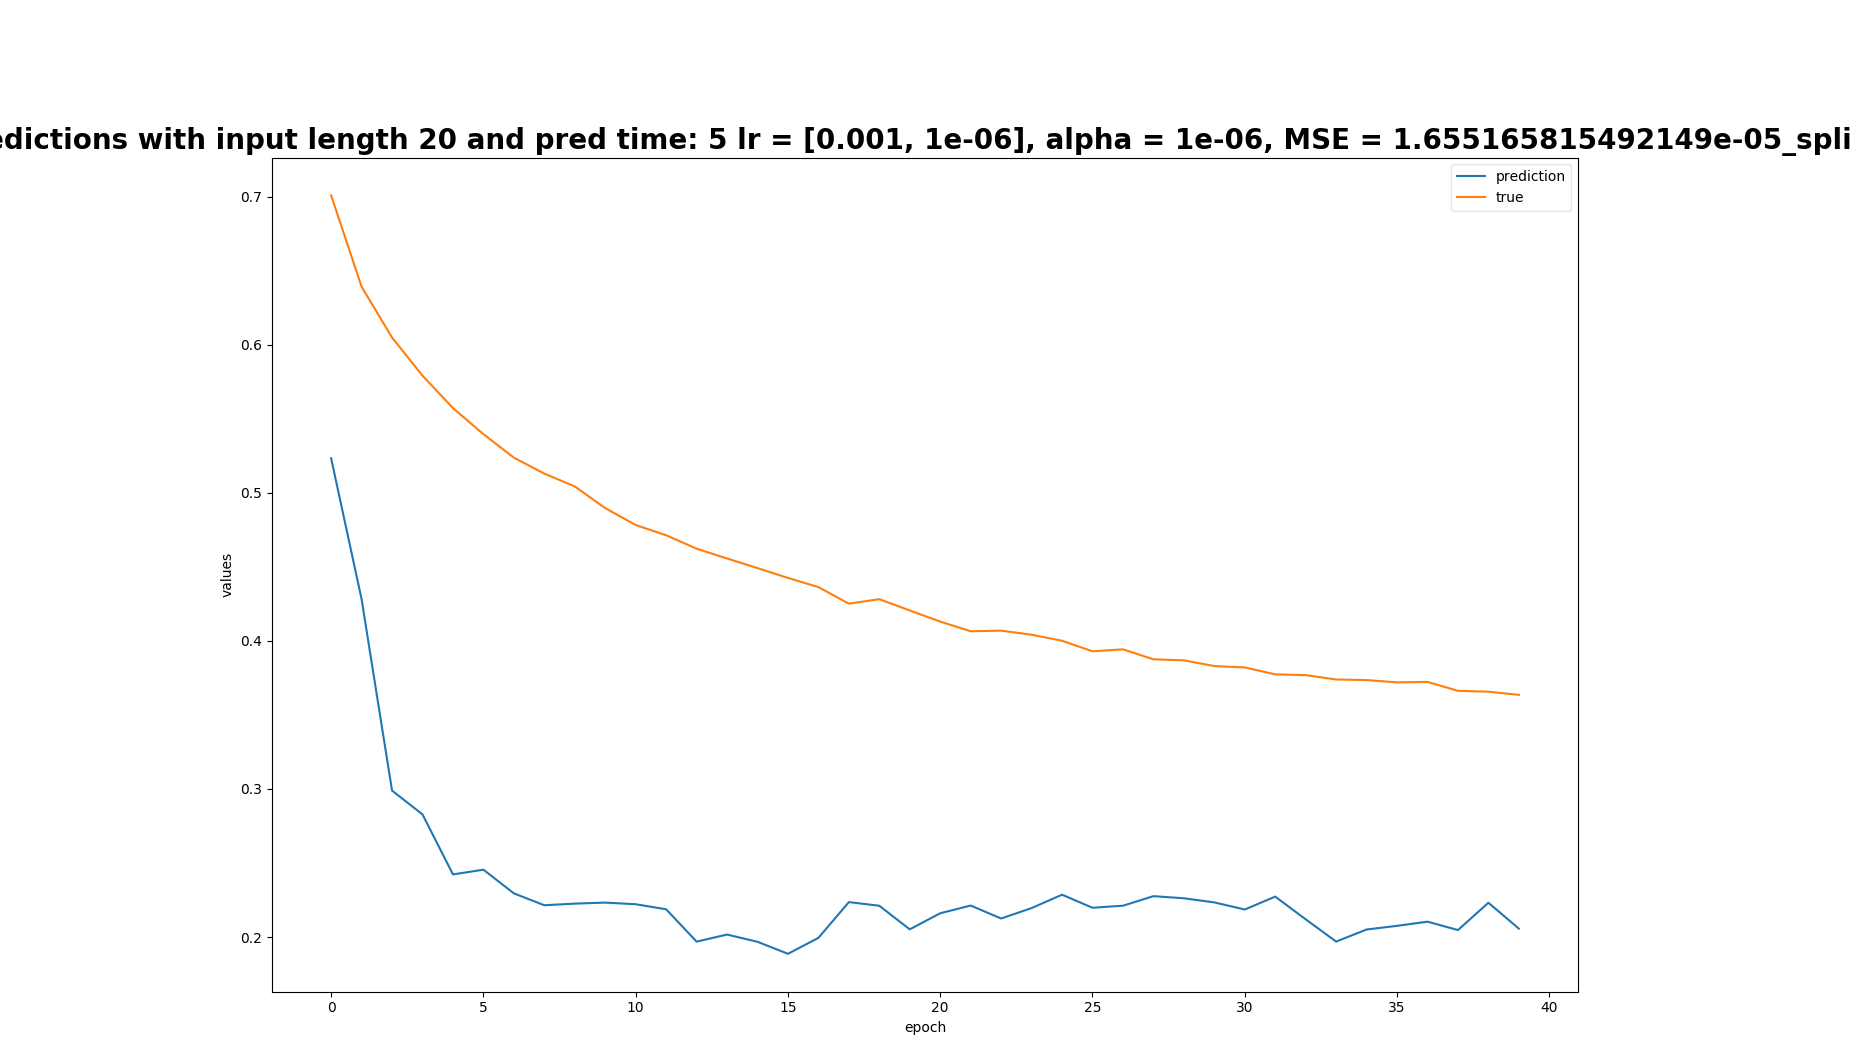 edictions with input length 20 and pred time: 5 lr = [0.001, 1e-06], alpha = 1e-06, MSE = 1.655165815492149e-05_spli
prediction
true
0.7
0.6
0.5
0.4
0.3
0.2
values
0 5 10 15 20 25 30 35 40
epoch